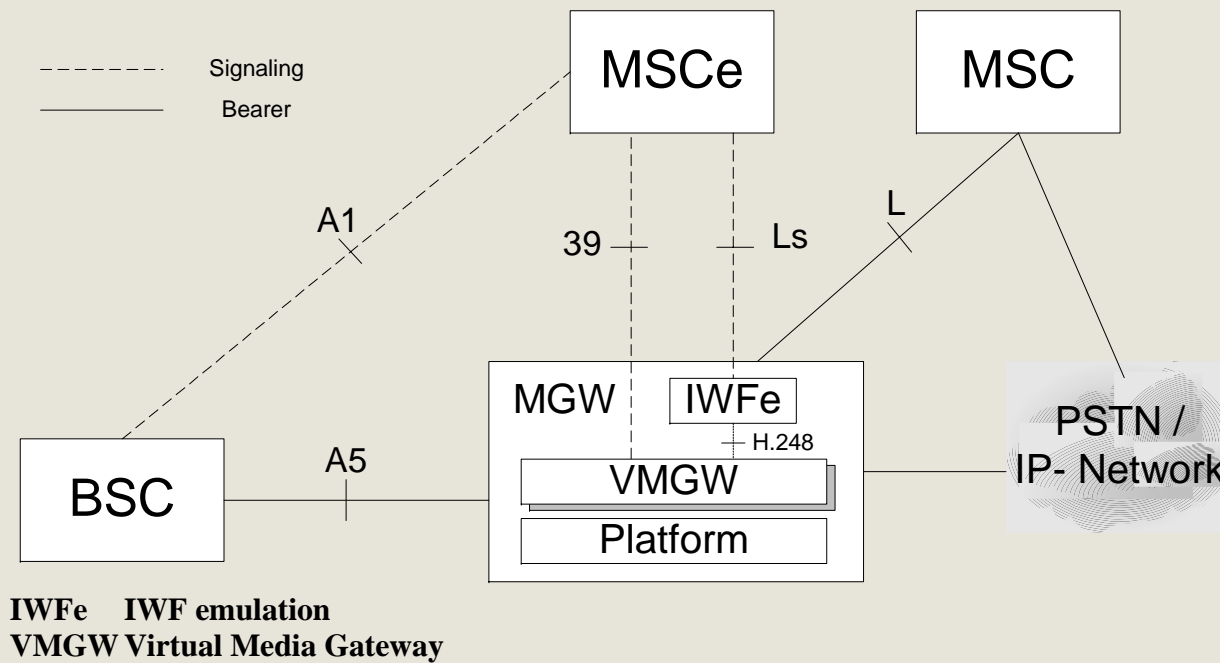 Signaling
Bearer
MSCe
MSC
A1
39
Ls
L
MGW
IWFe
H.248
VMGW
Platform
BSC
A5
PSTN /
IP- Network
IWFe IWF emulation
VMGW Virtual Media Gateway